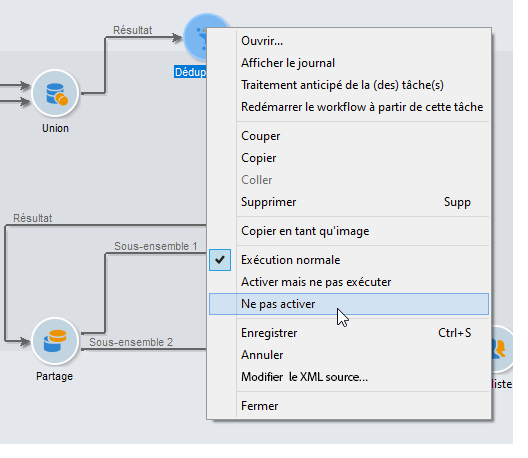 Résultat
Dédup
Union
Ouvrir...
Afficher le journal
Traitement anticipé de la (des) tâche(s)
Redémarrer le workflow à partir de cette tâche
Couper
Copier
Coller
Supprimer Supp
Copier en tant qu'image
Exécution normale
Activer mais ne pas exécuter
Ne pas activer
Enregistrer Ctrl+S
Annuler
Modifier le XML source...
Fermer
Résultat
Sous-ensemble 1
Sous-ensemble 2
Partage
liste